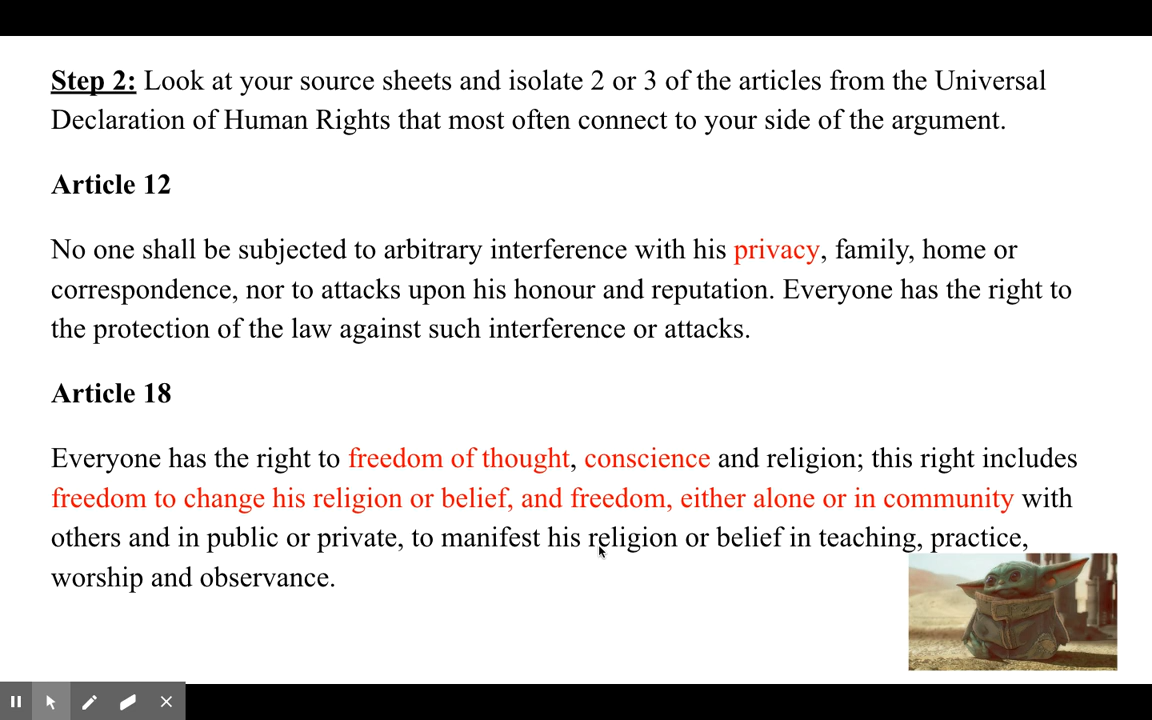 Step 2: Look at your source sheets and isolate 2 or 3 of the articles from the Universal
Declaration of Human Rights that most often connect to your side of the argument.
Article 12
No one shall be subjected to arbitrary interference with his privacy, family, home or
correspondence, nor to attacks upon his honour and reputation. Everyone has the right to
the protection of the law against such interference or attacks.
Article 18
Everyone has the right to freedom of thought, conscience and religion; this right includes
freedom to change his religion or belief, and freedom, either alone or in community with
others and in public or private, to manifest his religion or belief in teaching, practice,
worship and observance.